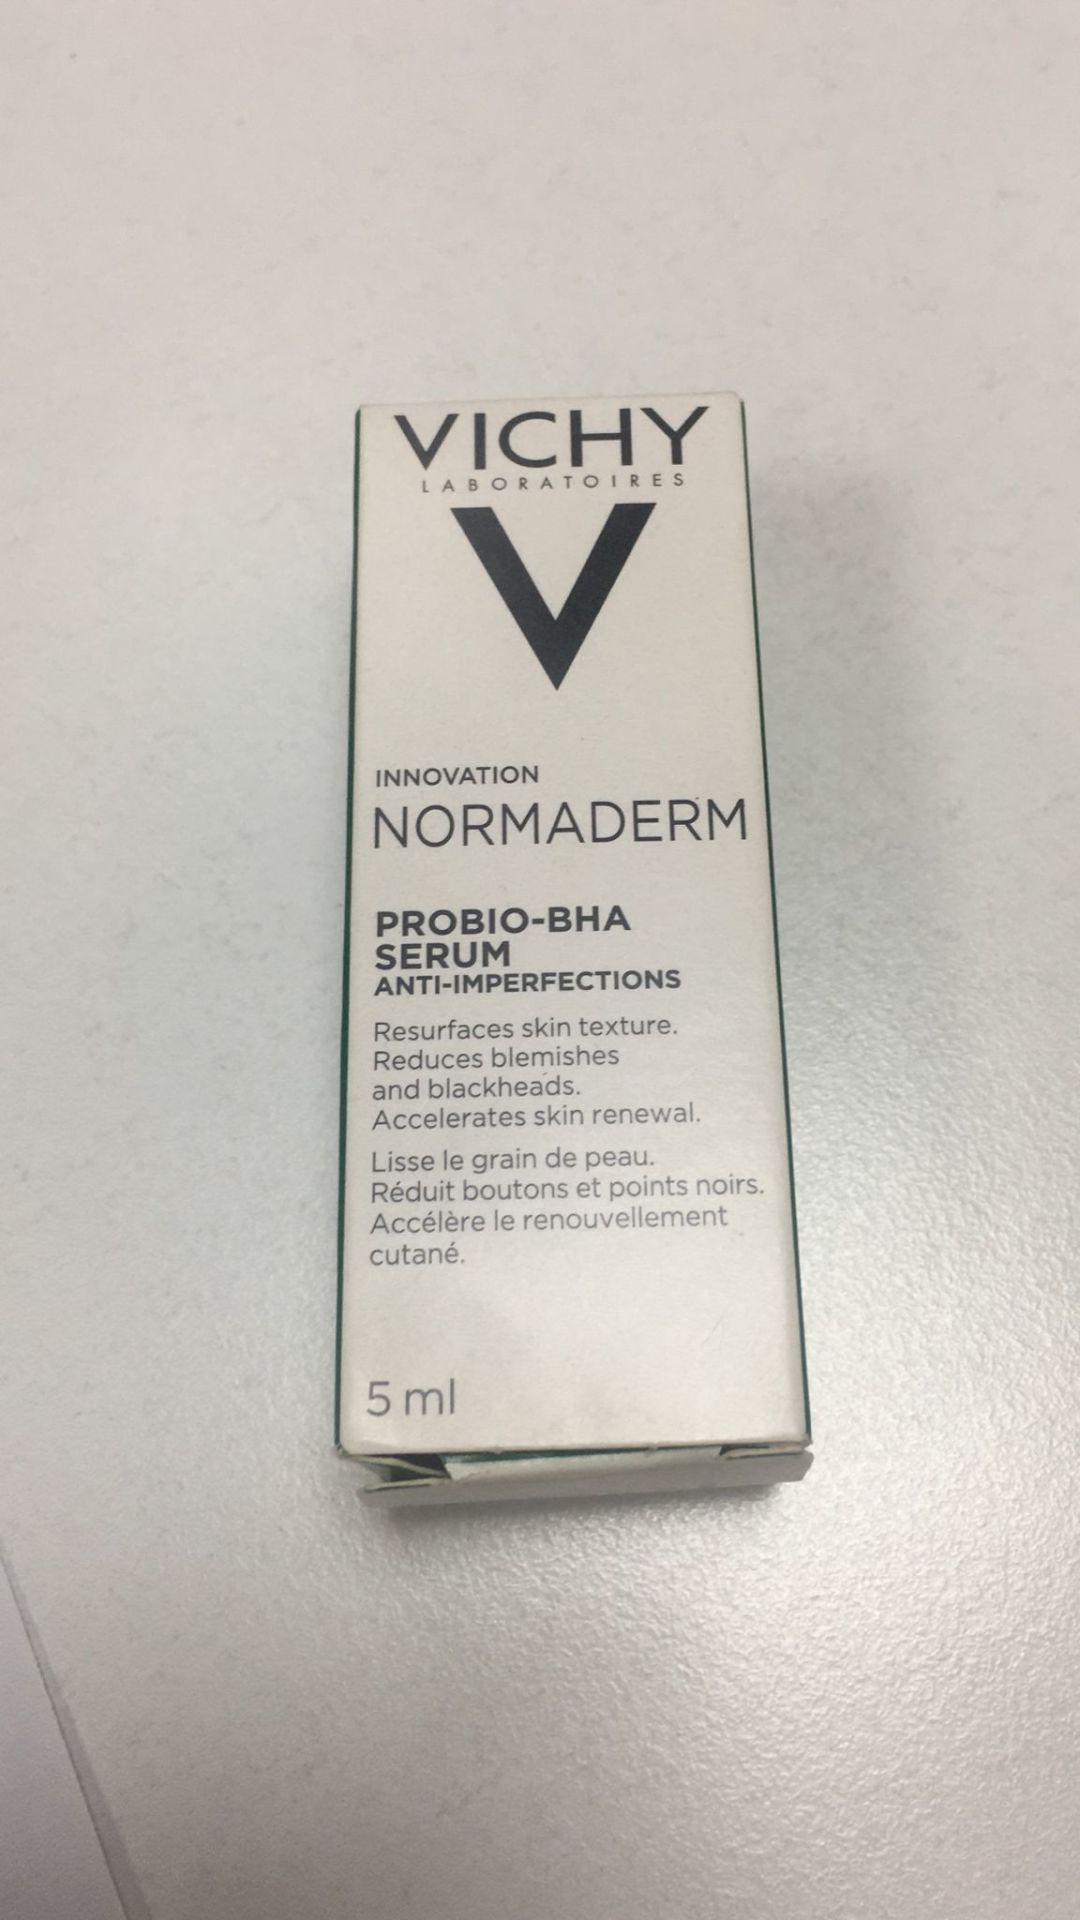 VICHY
LABORATOIRES
V
INNOVATION
NORMADERM
PROBIO-BHA
SERUM
ANTI-IMPERFECTIONS
Resurfaces skin texture.
Reduces blemishes
and blackheads.
Accelerates skin renewal.
Lisse le grain de peau.
Réduit boutons et points noirs.
Accélère le renouvellement
cutané.
5 ml